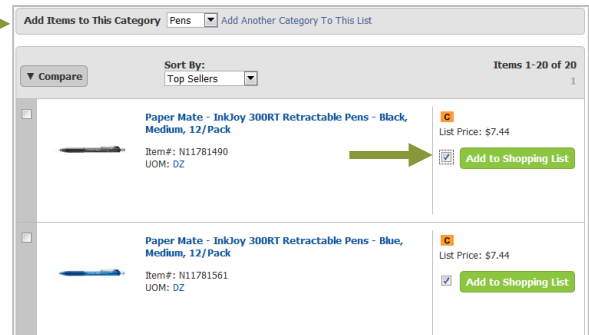 Add Items to This Category Pens Add Another Category To This List
Sort By: Items 1-20 of 20
▼ Compare Top Sellers 1
Paper Mate - InkJoy 300RT Retractable Pens - Black,
Medium, 12/Pack
Item#: N11781490
UOM: DZ
C
List Price: $7.44
Add to Shopping List
Paper Mate - InkJoy 300RT Retractable Pens - Blue,
Medium, 12/Pack
Item#: N11781561
UOM: DZ
C
List Price: $7.44
Add to Shopping List